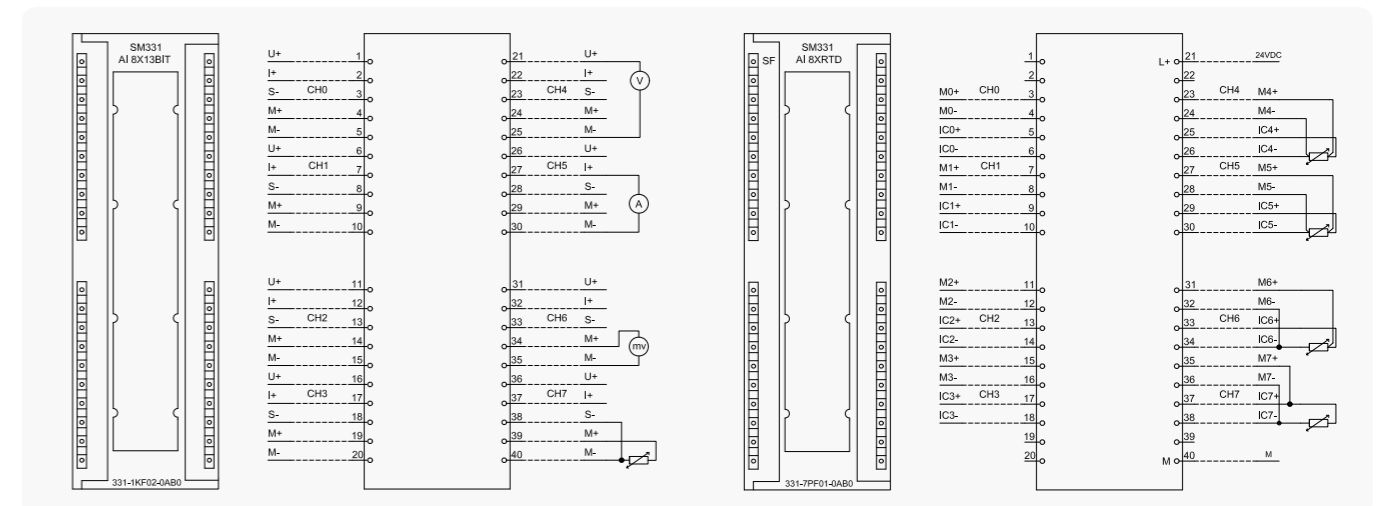 SM331
AI 8X13BIT
331-1KF02-0AB0
U+ 1
I+ 2
S- CH0 3
M+ 4
M- 5
U+ 6
I+ CH1 7
S- 8
M+ 9
M- 10
U+ 11
I+ 12
S- CH2 13
M+ 14
M- 15
U+ 16
I+ CH3 17
S- 18
M+ 19
M- 20
21 U+
22 I+
V
23 CH4 S-
24 M+
25 M-
26 U+
27 CH5 I+
28 S-
A
29 M+
30 M-
31 U+
32 I+
33 CH6 S-
34 M+
mv
35 M-
36 U+
37 CH7 I+
38 S-
39 M+
40 M-
SM331
SF AI 8XRTD
331-7PF01-0AB0
1
2
M0+ CH0 3
M0- 4
IC0+ 5
IC0- 6
M1+ CH1 7
M1- 8
IC1+ 9
IC1- 10
M2+ 11
M2- 12
IC2+ CH2 13
IC2- 14
M3+ 15
M3- 16
IC3+ CH3 17
IC3- 18
19
20
L+ 21 24VDC
22
23 CH4 M4+
24 M4-
25 IC4+
26 IC4-
27 CH5 M5+
28 M5-
29 IC5+
30 IC5-
31 M6+
32 M6-
33 CH6 IC6+
34 IC6-
35 M7+
36 M7-
37 CH7 IC7+
38 IC7-
39
M 40 M